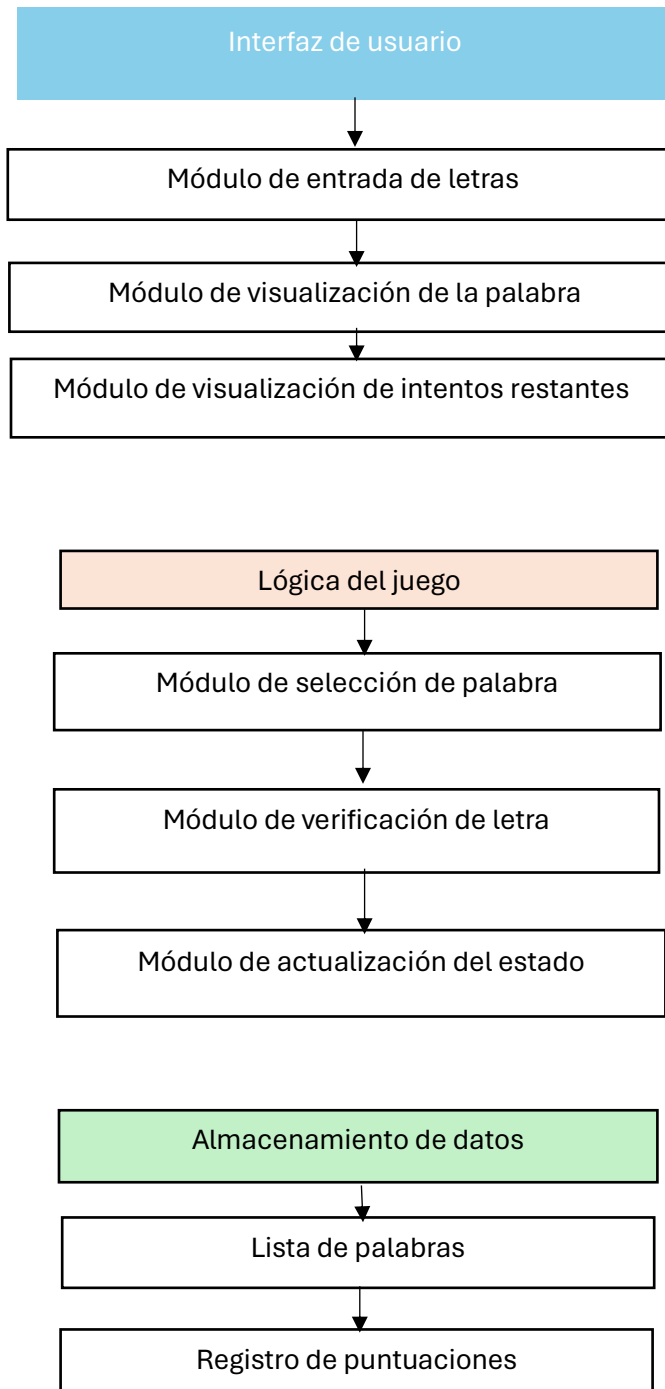 Interfaz de usuario
Módulo de entrada de letras
Módulo de visualización de la palabra
Módulo de visualización de intentos restantes
Lógica del juego
Módulo de selección de palabra
Módulo de verificación de letra
Módulo de actualización del estado
Almacenamiento de datos
Lista de palabras
Registro de puntuaciones